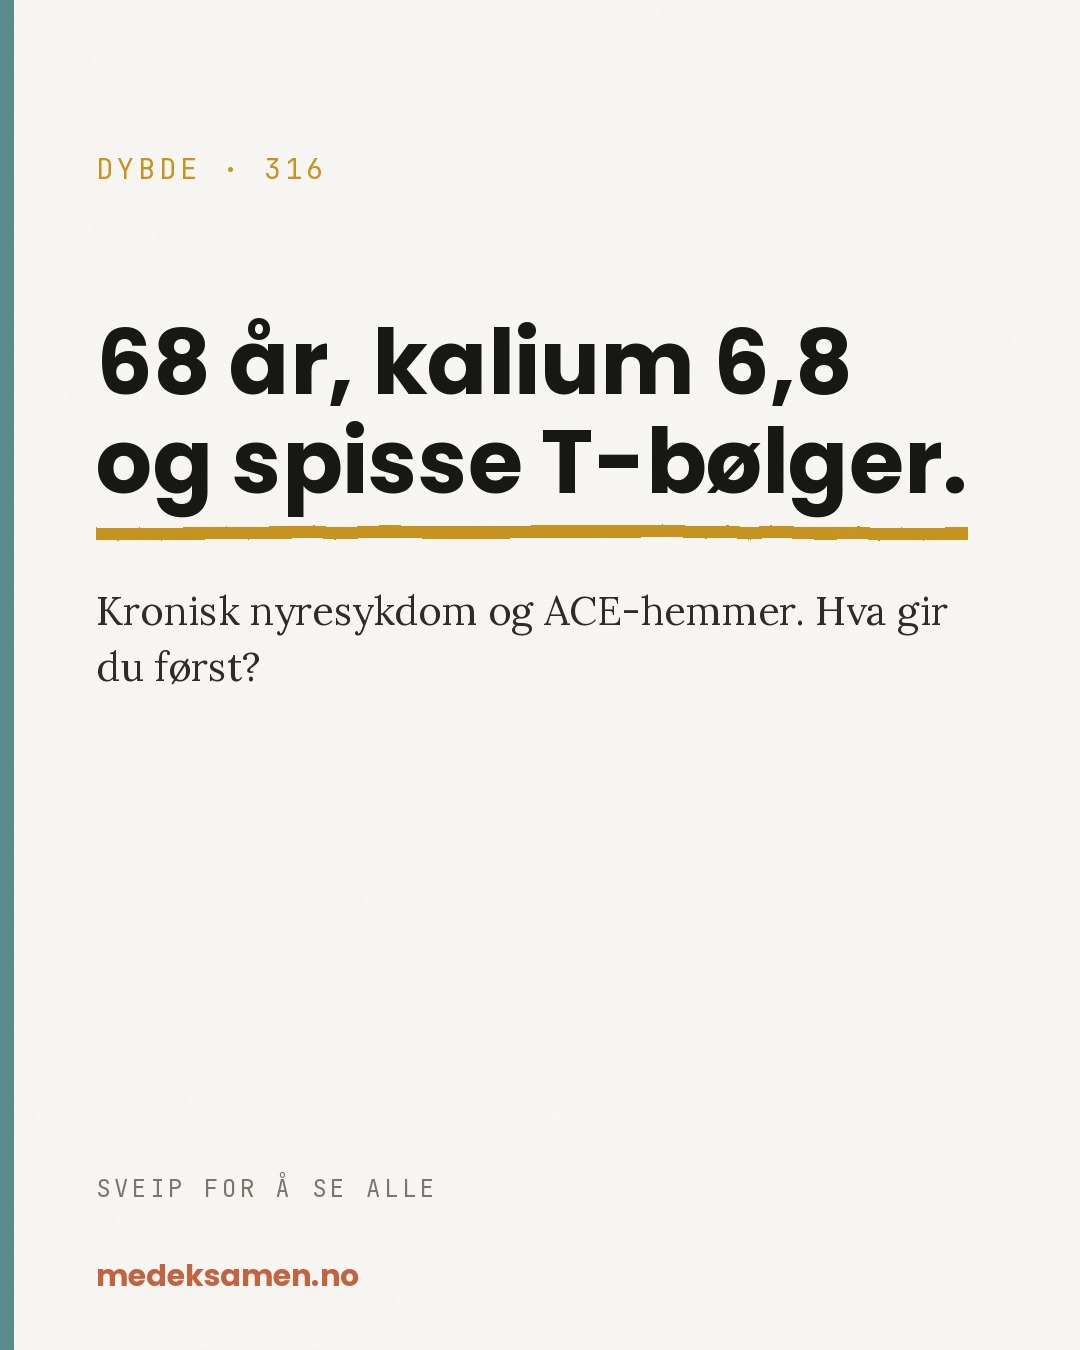 DYBDE · 316
68 år, kalium 6,8
og spisse T-bølger.
Kronisk nyresykdom og ACE-hemmer. Hva gir
du først?
SVEIP FOR Å SE ALLE
medeksamen.no